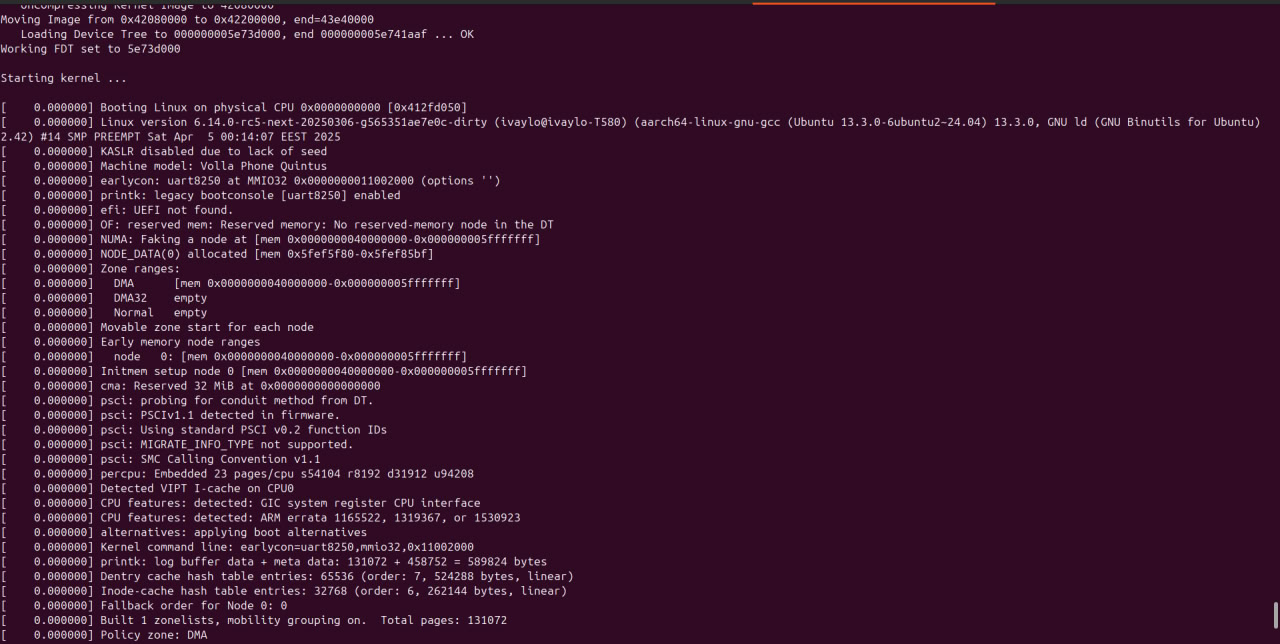 Uncompressing Kernel Image to 42080000
Moving Image from 0x42080000 to 0x42200000, end=43e40000
   Loading Device Tree to 000000005e73d000, end 000000005e741aaf ... OK
Working FDT set to 5e73d000
Starting kernel ...
[    0.000000] Booting Linux on physical CPU 0x0000000000 [0x412fd050]
[    0.000000] Linux version 6.14.0-rc5-next-20250306-g565351ae7e0c-dirty (ivaylo@ivaylo-T580) (aarch64-linux-gnu-gcc (Ubuntu 13.3.0-6ubuntu2~24.04) 13.3.0, GNU ld (GNU Binutils for Ubuntu)
2.42) #14 SMP PREEMPT Sat Apr  5 00:14:07 EEST 2025
[    0.000000] KASLR disabled due to lack of seed
[    0.000000] Machine model: Volla Phone Quintus
[    0.000000] earlycon: uart8250 at MMIO32 0x0000000011002000 (options '')
[    0.000000] printk: legacy bootconsole [uart8250] enabled
[    0.000000] efi: UEFI not found.
[    0.000000] OF: reserved mem: Reserved memory: No reserved-memory node in the DT
[    0.000000] NUMA: Faking a node at [mem 0x0000000040000000-0x000000005fffffff]
[    0.000000] NODE_DATA(0) allocated [mem 0x5fef5f80-0x5fef85bf]
[    0.000000] Zone ranges:
[    0.000000]   DMA      [mem 0x0000000040000000-0x000000005fffffff]
[    0.000000]   DMA32    empty
[    0.000000]   Normal   empty
[    0.000000] Movable zone start for each node
[    0.000000] Early memory node ranges
[    0.000000]   node   0: [mem 0x0000000040000000-0x000000005fffffff]
[    0.000000] Initmem setup node 0 [mem 0x0000000040000000-0x000000005fffffff]
[    0.000000] cma: Reserved 32 MiB at 0x0000000000000000
[    0.000000] psci: probing for conduit method from DT.
[    0.000000] psci: PSCIv1.1 detected in firmware.
[    0.000000] psci: Using standard PSCI v0.2 function IDs
[    0.000000] psci: MIGRATE_INFO_TYPE not supported.
[    0.000000] psci: SMC Calling Convention v1.1
[    0.000000] percpu: Embedded 23 pages/cpu s54104 r8192 d31912 u94208
[    0.000000] Detected VIPT I-cache on CPU0
[    0.000000] CPU features: detected: GIC system register CPU interface
[    0.000000] CPU features: detected: ARM errata 1165522, 1319367, or 1530923
[    0.000000] alternatives: applying boot alternatives
[    0.000000] Kernel command line: earlycon=uart8250,mmio32,0x11002000
[    0.000000] printk: log buffer data + meta data: 131072 + 458752 = 589824 bytes
[    0.000000] Dentry cache hash table entries: 65536 (order: 7, 524288 bytes, linear)
[    0.000000] Inode-cache hash table entries: 32768 (order: 6, 262144 bytes, linear)
[    0.000000] Fallback order for Node 0: 0
[    0.000000] Built 1 zonelists, mobility grouping on.  Total pages: 131072
[    0.000000] Policy zone: DMA